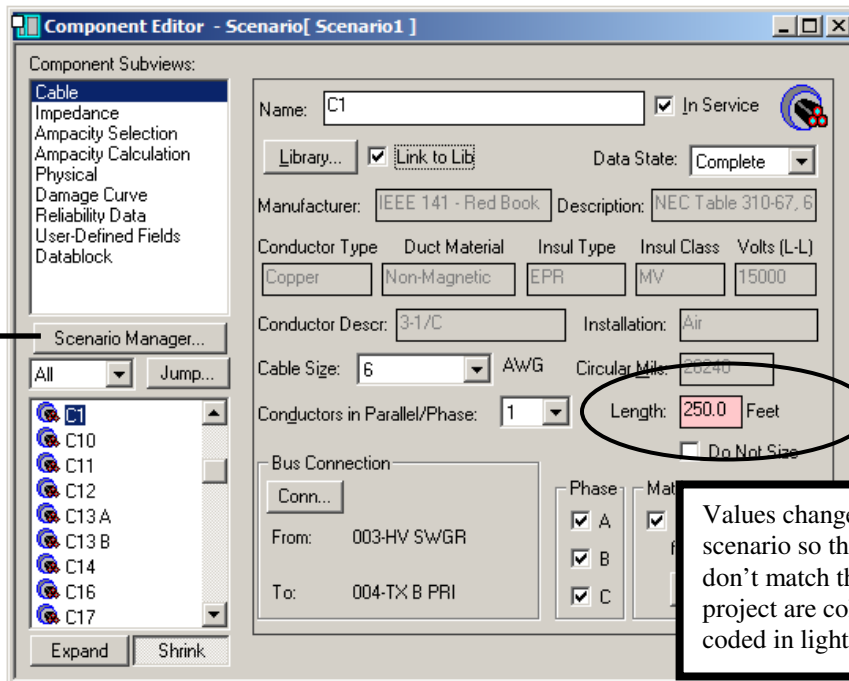 Component Editor - Scenario[ Scenario1 ]
Component Subviews:
Cable
Impedance
Ampacity Selection
Ampacity Calculation
Physical
Damage Curve
Reliability Data
User-Defined Fields
Datablock
Scenario Manager...
All
Jump...
C1
C10
C11
C12
C13 A
C13 B
C14
C16
C17
Expand
Shrink
Name: C1
In Service
Library...
Link to Lib
Data State: Complete
Manufacturer: IEEE 141 - Red Book Description: NEC Table 310-67, 6
Conductor Type Duct Material Insul Type Insul Class Volts (L-L)
Copper Non-Magnetic EPR MV 15000
Conductor Descr: 3-1/C Installation: Air
Cable Size: 6 AWG Circular Mils: 26240
Conductors in Parallel/Phase: 1 Length: 250.0 Feet
Do Not Size
Bus Connection
Conn...
From: 003-HV SWGR
To: 004-TX B PRI
Phase
A
B
C
Mat
f
Values change
scenario so th
don't match th
project are co
coded in light